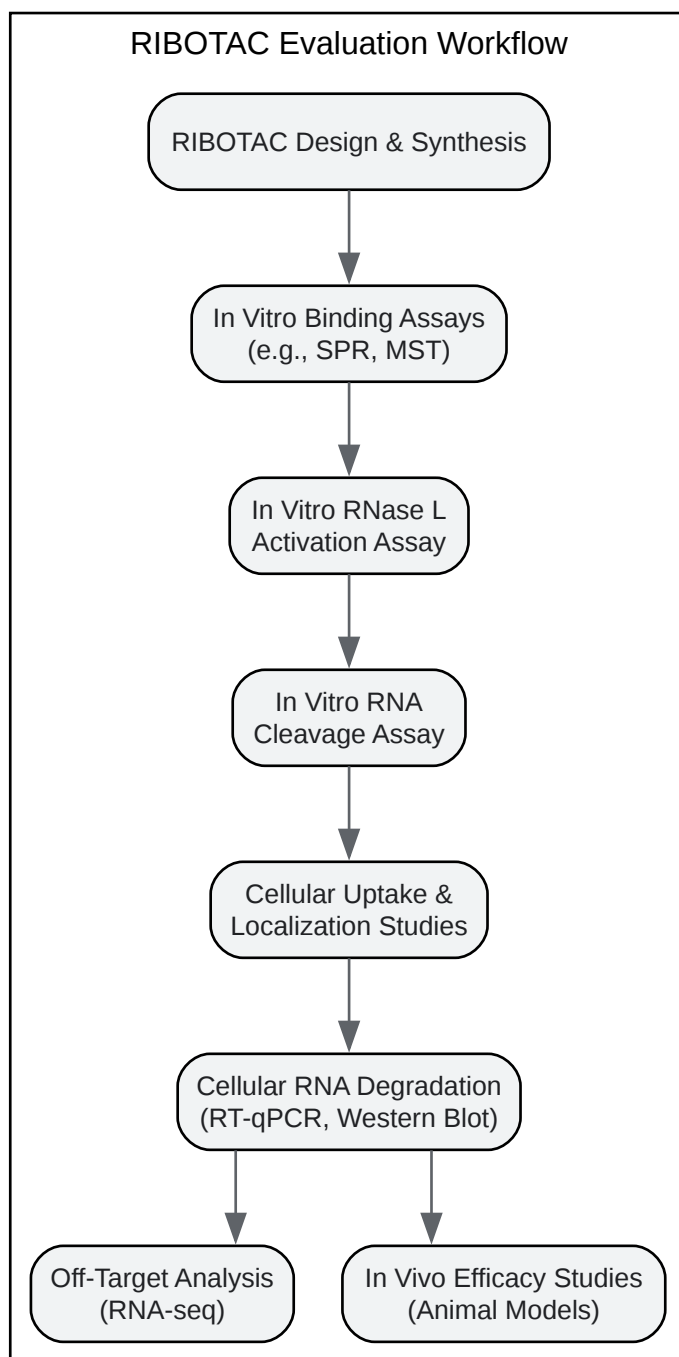 RIBOTAC Evaluation Workflow
RIBOTAC Design & Synthesis
In Vitro Binding Assays
(e.g., SPR, MST)
In Vitro RNase L
Activation Assay
In Vitro RNA
Cleavage Assay
Cellular Uptake &
Localization Studies
Cellular RNA Degradation
(RT-qPCR, Western Blot)
Off-Target Analysis
(RNA-seq)
In Vivo Efficacy Studies
(Animal Models)